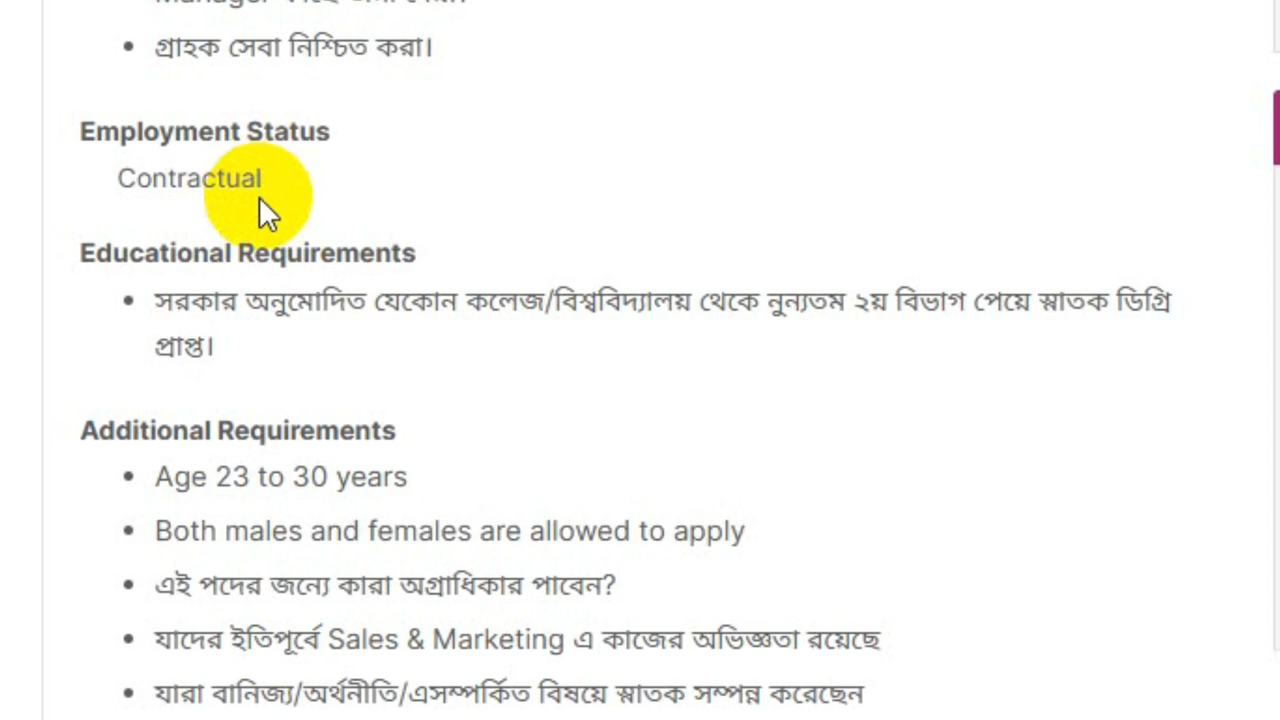 গ্রাহক সেবা নিশ্চিত করা।
Employment Status
Contractual
Educational Requirements
সরকার অনুমোদিত যেকোন কলেজ/বিশ্ববিদ্যালয় থেকে নুন্যতম ২য় বিভাগ পেয়ে স্নাতক ডিগ্রি
প্রাপ্ত।
Additional Requirements
Age 23 to 30 years
Both males and females are allowed to apply
এই পদের জন্যে কারা অগ্রাধিকার পাবেন?
যাদের ইতিপূর্বে Sales & Marketing এ কাজের অভিজ্ঞতা রয়েছে
যারা বানিজ্য/অর্থনীতি/এসম্পর্কিত বিষয়ে স্নাতক সম্পন্ন করেছেন